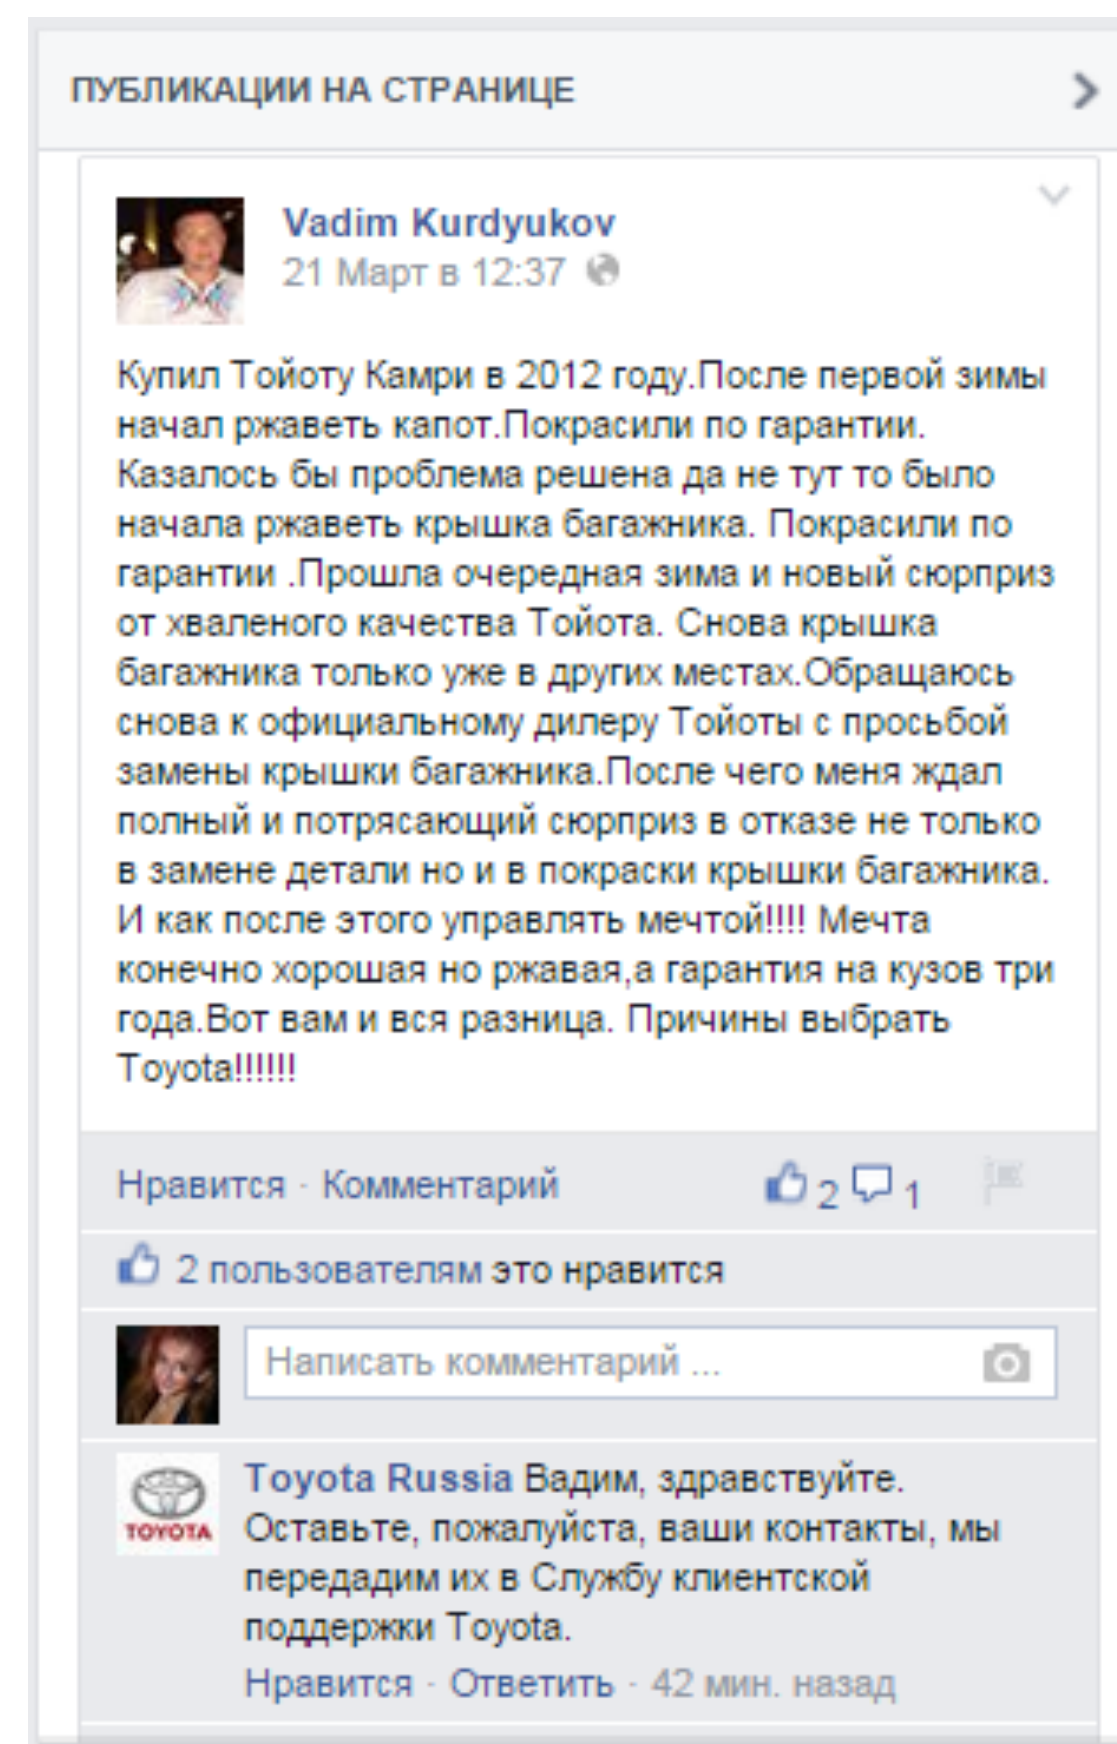 ПУБЛИКАЦИИ НА СТРАНИЦЕ
Vadim Kurdyukov
21 Март в 12:37
Купил Тойоту Камри в 2012 году.После первой зимы
начал ржаветь капот.Покрасили по гарантии.
Казалось бы проблема решена да не тут то было
начала ржаветь крышка багажника. Покрасили по
гарантии .Прошла очередная зима и новый сюрприз
от хваленого качества Тойота. Снова крышка
багажника только уже в других местах.Обращаюсь
снова к официальному дилеру Тойоты с просьбой
замены крышки багажника.После чего меня ждал
полный и потрясающий сюрприз в отказе не только
в замене детали но и в покраски крышки багажника.
И как после этого управлять мечтой!!!! Мечта
конечно хорошая но ржавая,а гарантия на кузов три
года.Вот вам и вся разница. Причины выбрать
Toyota!!!!!!
Нравится · Комментарий 2 1
2 пользователям это нравится
Написать комментарий ...
TOYOTA
Toyota Russia Вадим, здравствуйте.
Оставьте, пожалуйста, ваши контакты, мы
передадим их в Службу клиентской
поддержки Toyota.
Нравится · Ответить · 42 мин. назад